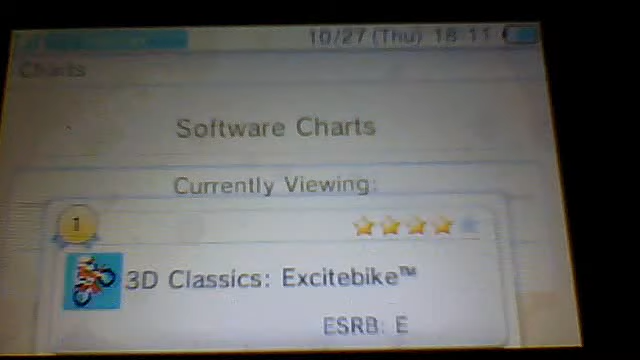 10/27 (Thu) 18:11
Charts
Software Charts
Currently Viewing:
1
3D Classics: Excitebike™
ESRB: E